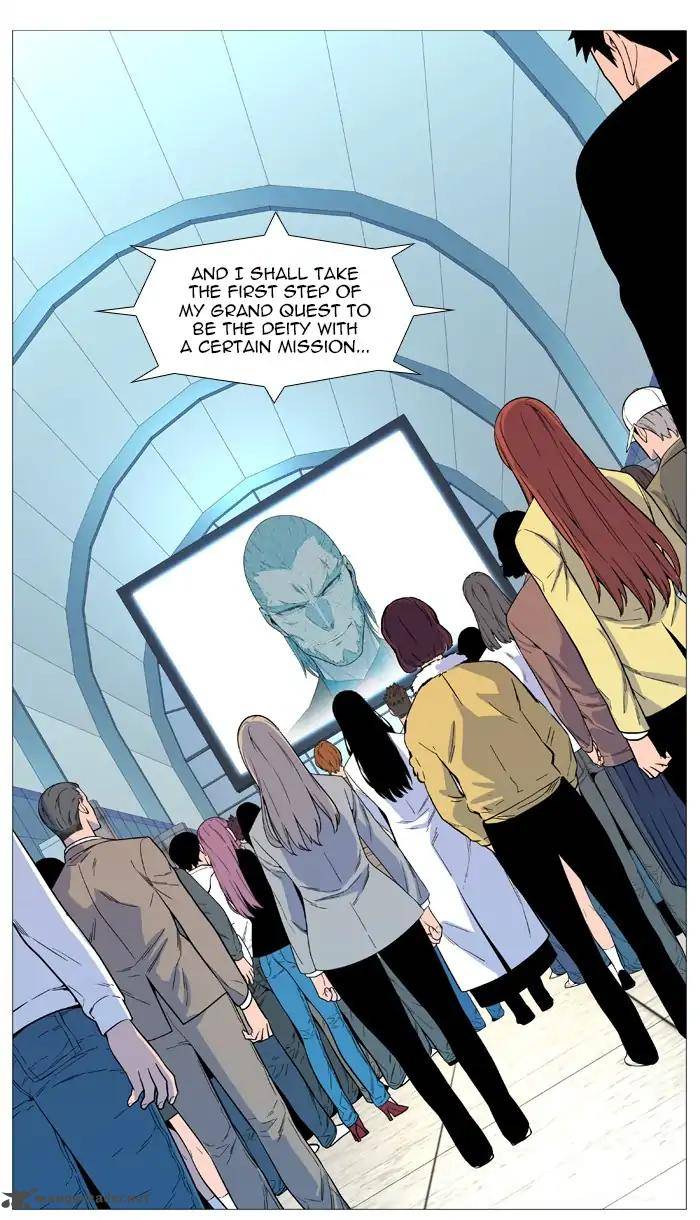 AND I SHALL TAKE
THE FIRST STEP OF
MY GRAND QUEST TO
BE THE DEITY WITH
A CERTAIN MISSION...